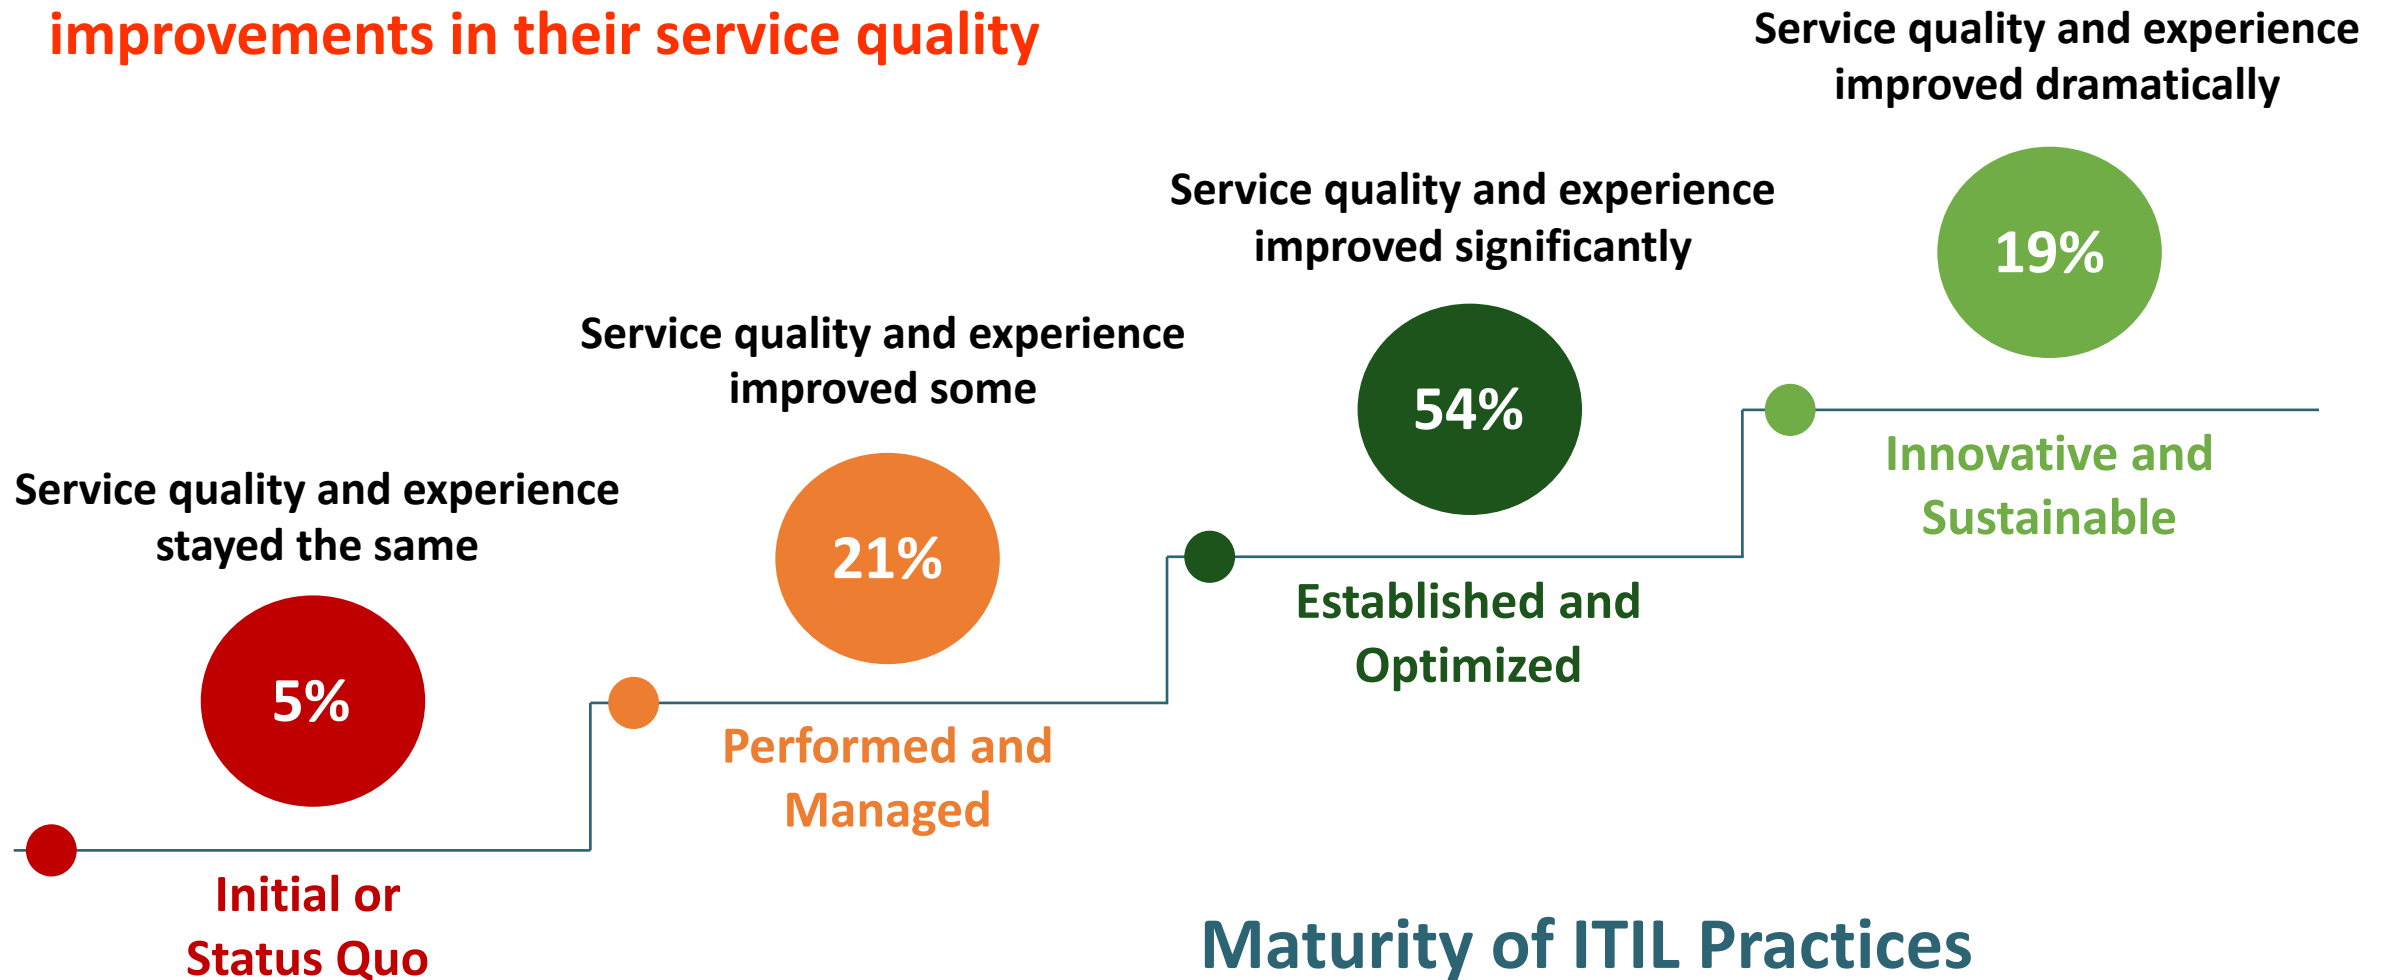 improvements in their service quality
Service quality and experience
improved dramatically
19%
Innovative and
Sustainable
Service quality and experience
improved significantly
54%
Established and
Optimized
Service quality and experience
improved some
21%
Performed and
Managed
Service quality and experience
stayed the same
5%
Initial or
Status Quo
Maturity of ITIL Practices